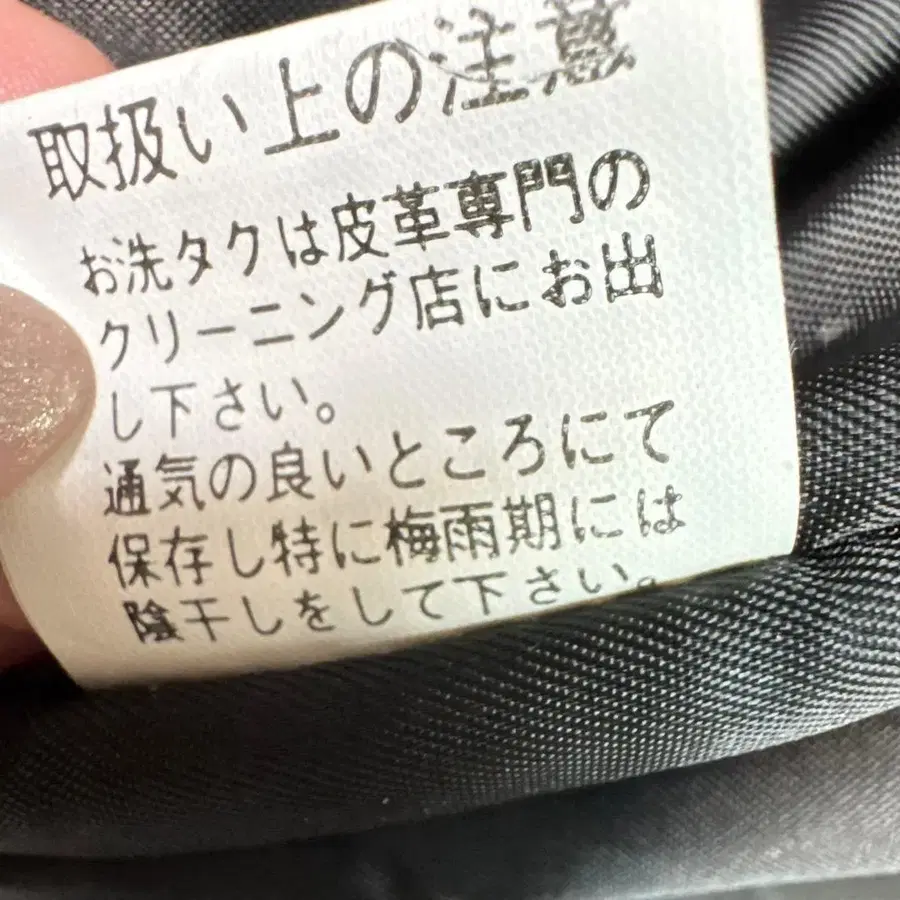 取扱い上の注意
お洗タクは皮革専門の
クリーニング店にお出
し下さい。
通気の良いところにて
保存し特に梅雨期には
陰干しをして下さい。